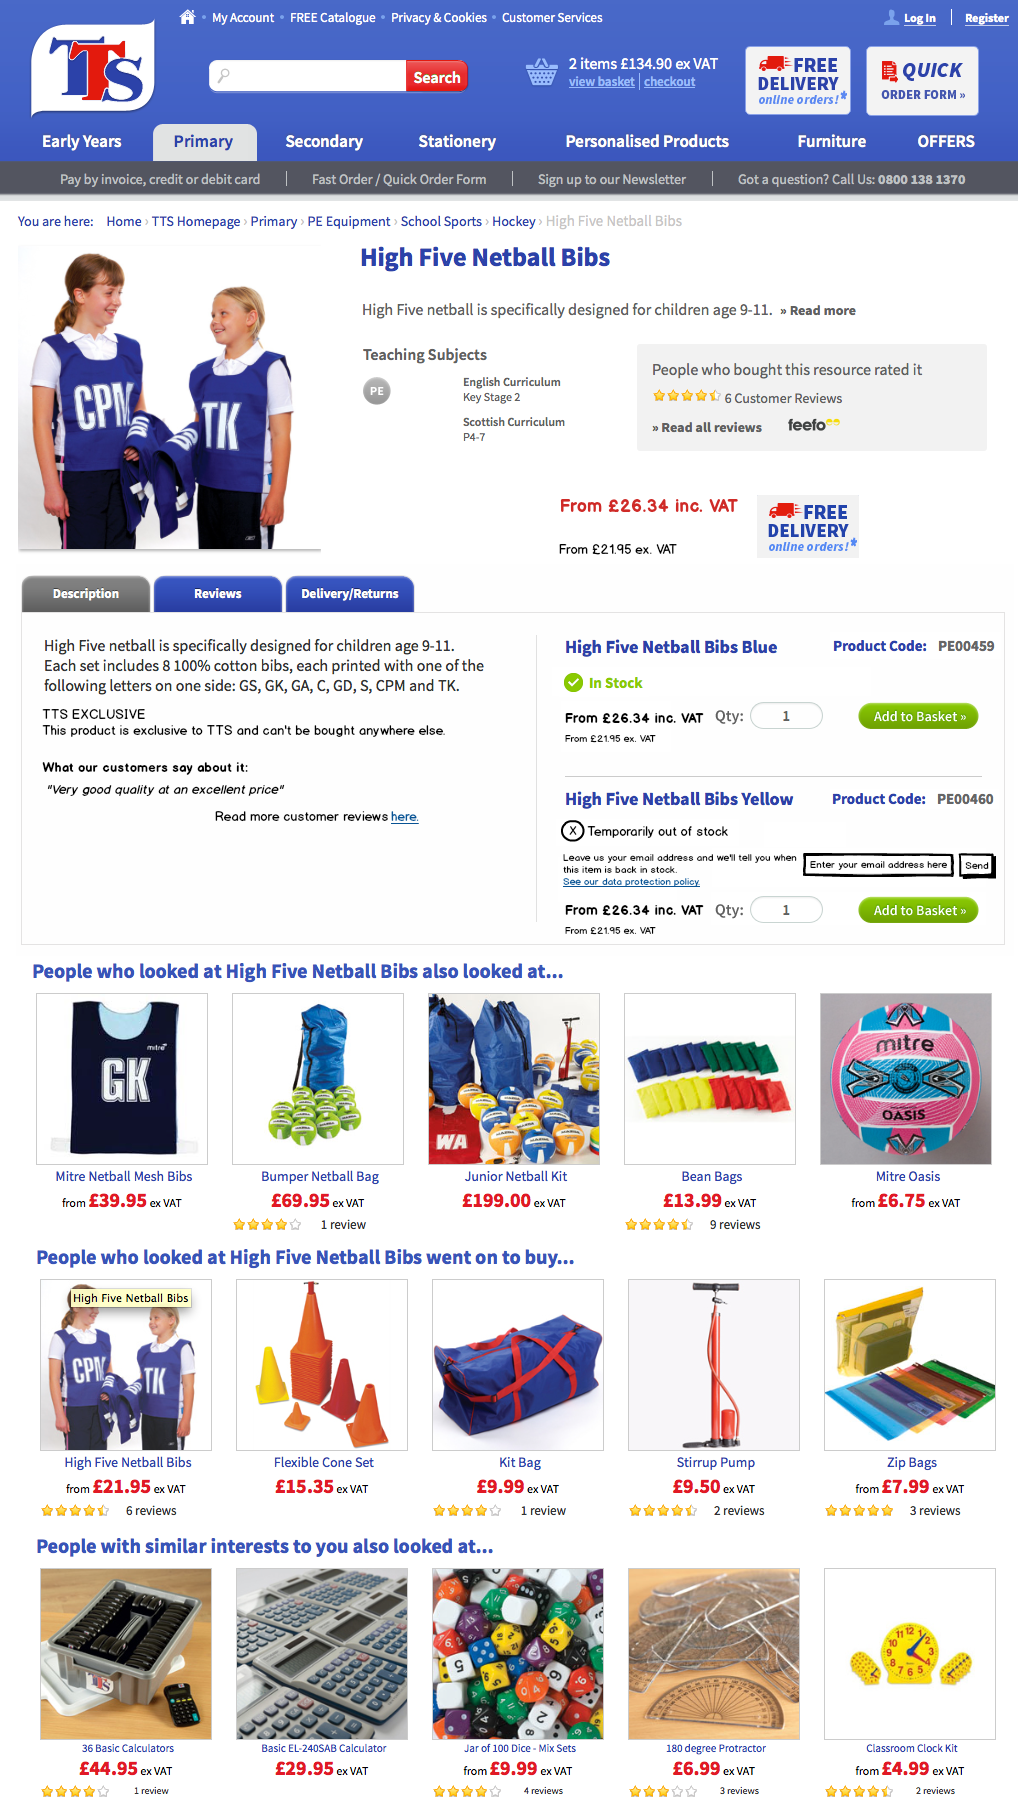 My Account • FREE Catalogue • Privacy & Cookies • Customer Services
Log In | Register
TTS
Search
2 items £134.90 ex VAT
view basket | checkout
FREE
DELIVERY
online orders!*
QUICK
ORDER FORM »
Early Years
Primary
Secondary
Stationery
Personalised Products
Furniture
OFFERS
Pay by invoice, credit or debit card | Fast Order / Quick Order Form | Sign up to our Newsletter | Got a question? Call Us: 0800 138 1370
You are here: Home › TTS Homepage › Primary › PE Equipment › School Sports › Hockey › High Five Netball Bibs
CPM
TK
High Five Netball Bibs
High Five netball is specifically designed for children age 9-11. » Read more
Teaching Subjects
PE
English Curriculum
Key Stage 2
Scottish Curriculum
P4-7
People who bought this resource rated it
6 Customer Reviews
» Read all reviews
feefo
From £26.34 inc. VAT
From £21.95 ex. VAT
FREE
DELIVERY
online orders!*
Description
Reviews
Delivery/Returns
High Five netball is specifically designed for children age 9-11.
Each set includes 8 100% cotton bibs, each printed with one of the
following letters on one side: GS, GK, GA, C, GD, S, CPM and TK.
TTS EXCLUSIVE
This product is exclusive to TTS and can't be bought anywhere else.
What our customers say about it:
"Very good quality at an excellent price"
Read more customer reviews here.
High Five Netball Bibs Blue
Product Code: PE00459
In Stock
From £26.34 inc. VAT Qty: 1 Add to Basket »
From £21.95 ex. VAT
High Five Netball Bibs Yellow
Product Code: PE00460
X Temporarily out of stock
Leave us your email address and we'll tell you when
this item is back in stock.
See our data protection policy
Enter your email address here
Send
From £26.34 inc. VAT Qty: 1 Add to Basket »
From £21.95 ex. VAT
People who looked at High Five Netball Bibs also looked at...
mitre
GK
WA
mitre
OASIS
Mitre Netball Mesh Bibs
Bumper Netball Bag
Junior Netball Kit
Bean Bags
Mitre Oasis
from £39.95 ex VAT
£69.95 ex VAT
£199.00 ex VAT
£13.99 ex VAT
from £6.75 ex VAT
1 review
9 reviews
People who looked at High Five Netball Bibs went on to buy...
High Five Netball Bibs
CPM
TK
High Five Netball Bibs
Flexible Cone Set
Kit Bag
Stirrup Pump
Zip Bags
from £21.95 ex VAT
£15.35 ex VAT
£9.99 ex VAT
£9.50 ex VAT
from £7.99 ex VAT
6 reviews
1 review
2 reviews
3 reviews
People with similar interests to you also looked at...
36 Basic Calculators
Basic EL-240SAB Calculator
Jar of 100 Dice - Mix Sets
180 degree Protractor
Classroom Clock Kit
£44.95 ex VAT
£29.95 ex VAT
from £9.99 ex VAT
£6.99 ex VAT
from £4.99 ex VAT
1 review
4 reviews
3 reviews
2 reviews